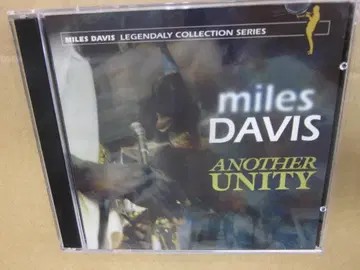 MILES DAVIS LEGENDALY COLLECTION SERIES
miles
DAVIS
ANOTHER
UNITY